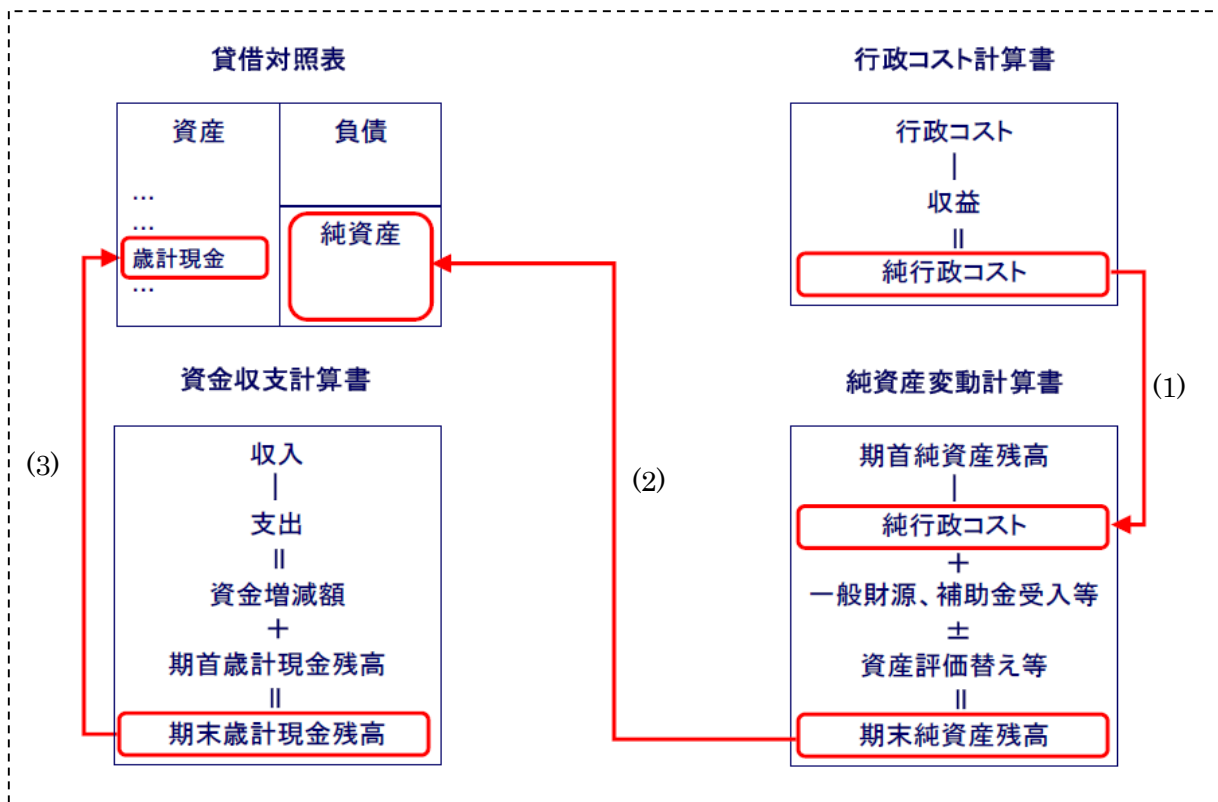 貸借対照表
資産
負債
…
…
歳計現金
…
純資産
行政コスト計算書
行政コスト
|
収益
||
純行政コスト
(1)
資金収支計算書
収入
|
支出
||
資金増減額
+
期首歳計現金残高
||
期末歳計現金残高
(3)
(2)
純資産変動計算書
期首純資産残高
|
純行政コスト
+
一般財源、補助金受入等
±
資産評価替え等
||
期末純資産残高